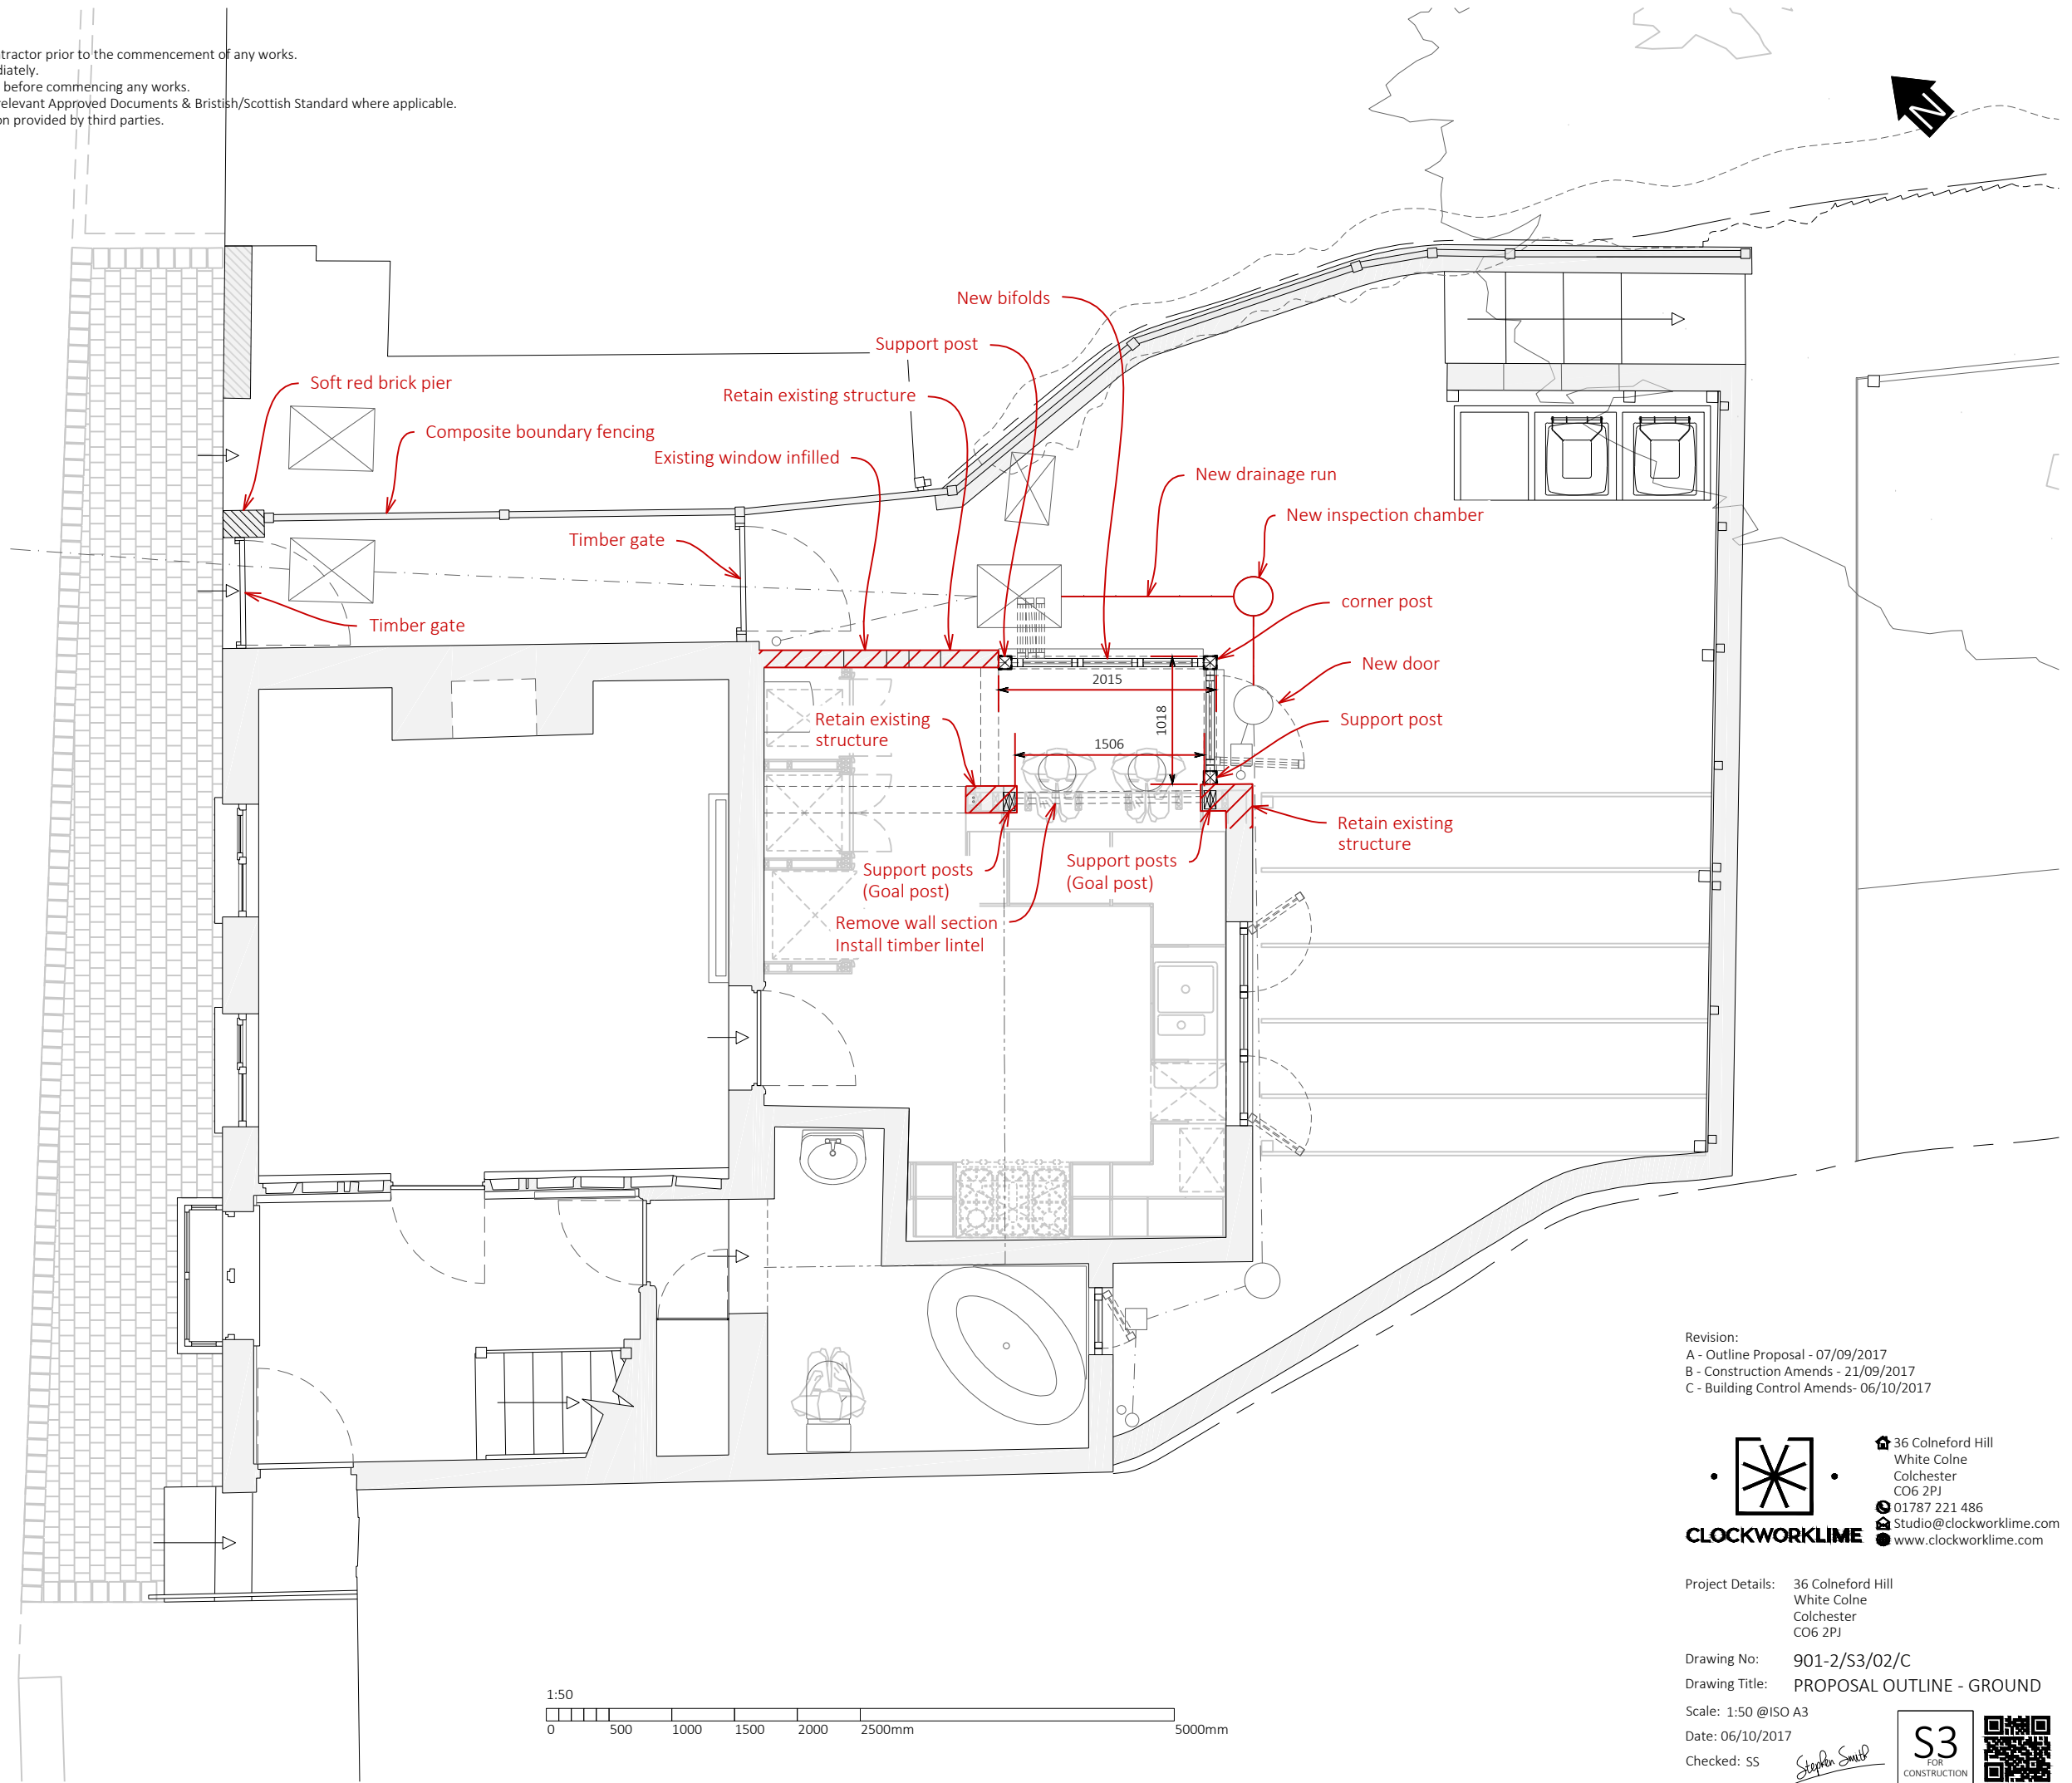 tractor prior to the commencement of any works.
diately.
before commencing any works.
relevant Approved Documents & Bristish/Scottish Standard where applicable.
on provided by third parties.
N
New bifolds
Support post
Soft red brick pier
Retain existing structure
Composite boundary fencing
Existing window infilled
New drainage run
New inspection chamber
Timber gate
corner post
Timber gate
New door
2015
1018
Retain existing
structure
Support post
1506
Retain existing
structure
Support posts
(Goal post)
Support posts
(Goal post)
Remove wall section
Install timber lintel
Revision:
A - Outline Proposal - 07/09/2017
B - Construction Amends - 21/09/2017
C - Building Control Amends- 06/10/2017
CLOCKWORKLIME
36 Colneford Hill
White Colne
Colchester
CO6 2PJ
01787 221 486
Studio@clockworklime.com
www.clockworklime.com
Project Details: 36 Colneford Hill
White Colne
Colchester
CO6 2PJ
Drawing No: 901-2/S3/02/C
Drawing Title: PROPOSAL OUTLINE - GROUND
Scale: 1:50 @ISO A3
Date: 06/10/2017
Checked: SS
Stephen Smith
S3
FOR
CONSTRUCTION
1:50
0 500 1000 1500 2000 2500mm 5000mm